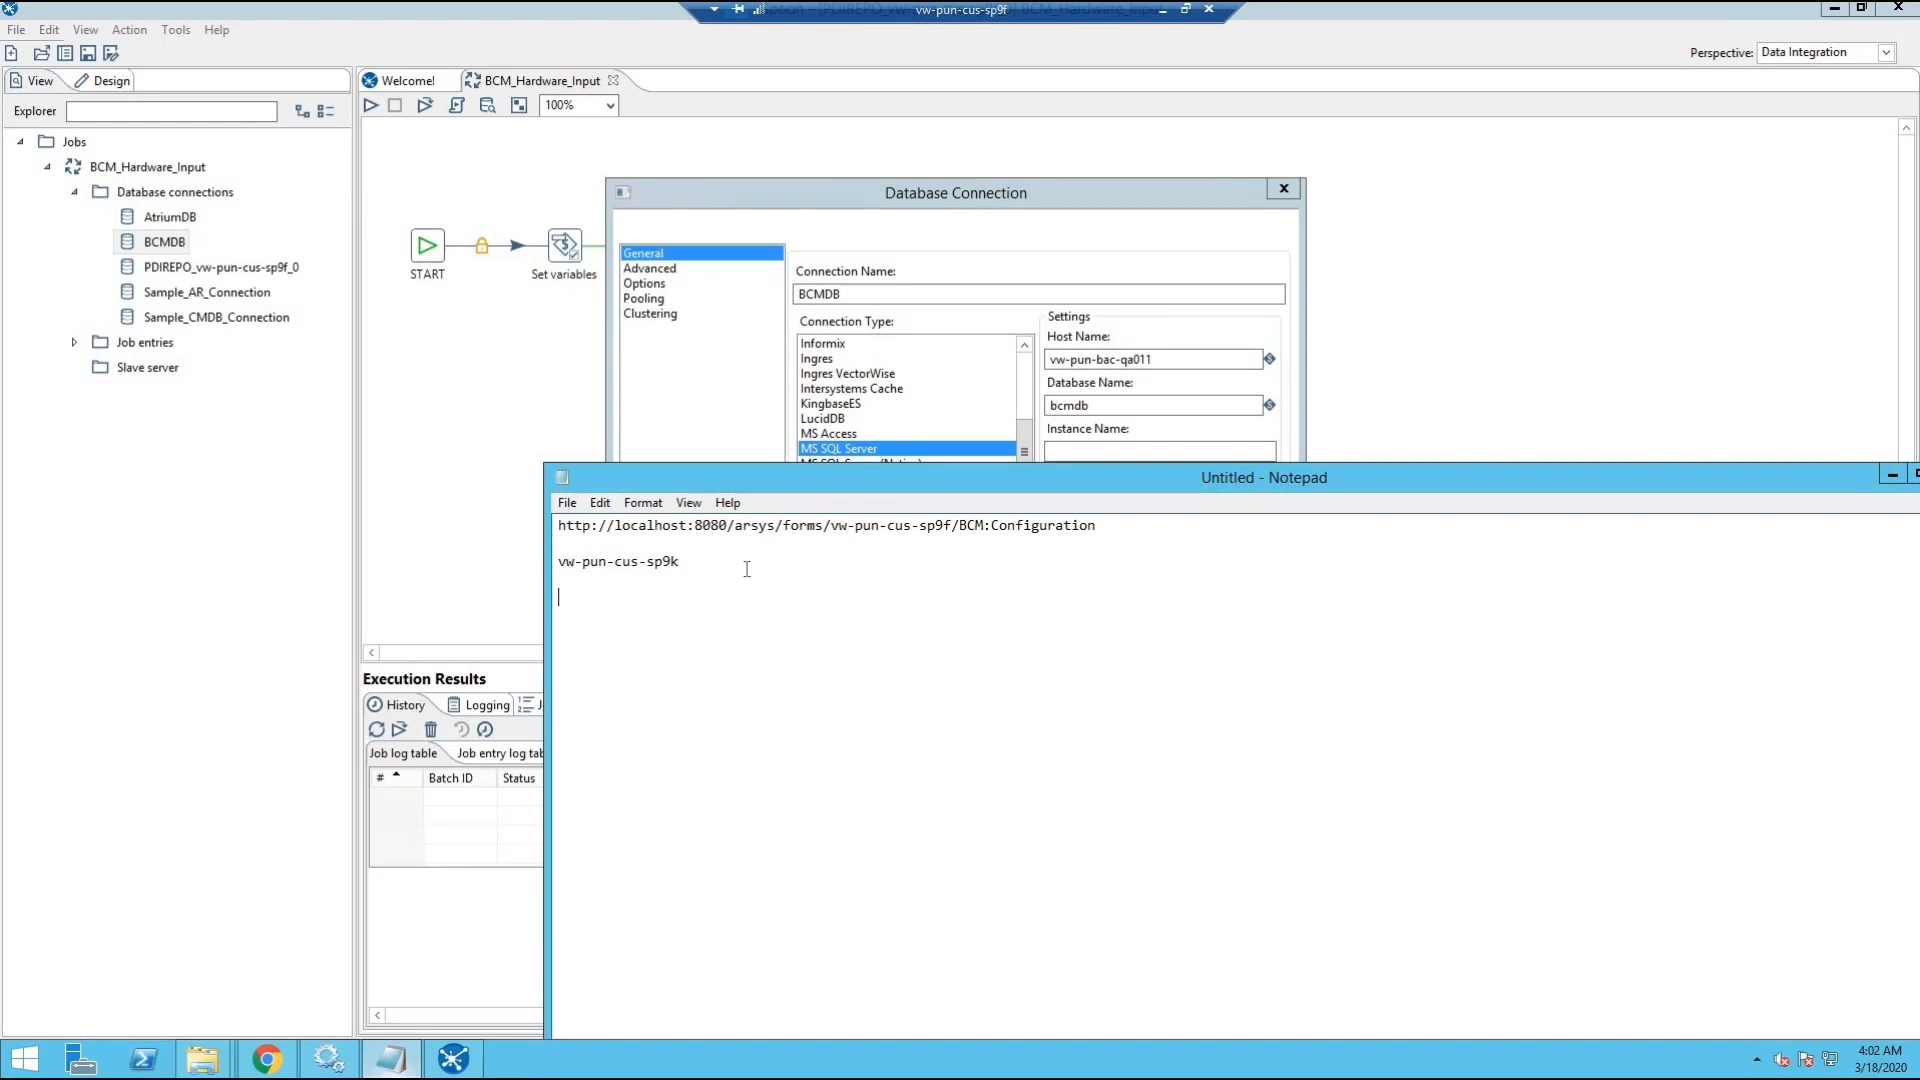 vw-pun-cus-sp9f
File Edit View Action Tools Help
Perspective: Data Integration
View Design
Welcome! BCM_Hardware_Input
Explorer
100%
Jobs
BCM_Hardware_Input
Database connections
AtriumDB
BCMDB
PDIREPO_vw-pun-cus-sp9f_0
Sample_AR_Connection
Sample_CMDB_Connection
Job entries
Slave server
START
Set variables
Database Connection
General
Advanced
Options
Pooling
Clustering
Connection Name:
BCMDB
Connection Type:
Informix
Ingres
Ingres VectorWise
Intersystems Cache
KingbaseES
LucidDB
MS Access
MS SQL Server
Settings
Host Name:
vw-pun-bac-qa011
Database Name:
bcmdb
Instance Name:
Untitled - Notepad
File Edit Format View Help
http://localhost:8080/arsys/forms/vw-pun-cus-sp9f/BCM:Configuration
vw-pun-cus-sp9k
Execution Results
History Logging J
Job log table Job entry log tab
# Batch ID Status
4:02 AM
3/18/2020